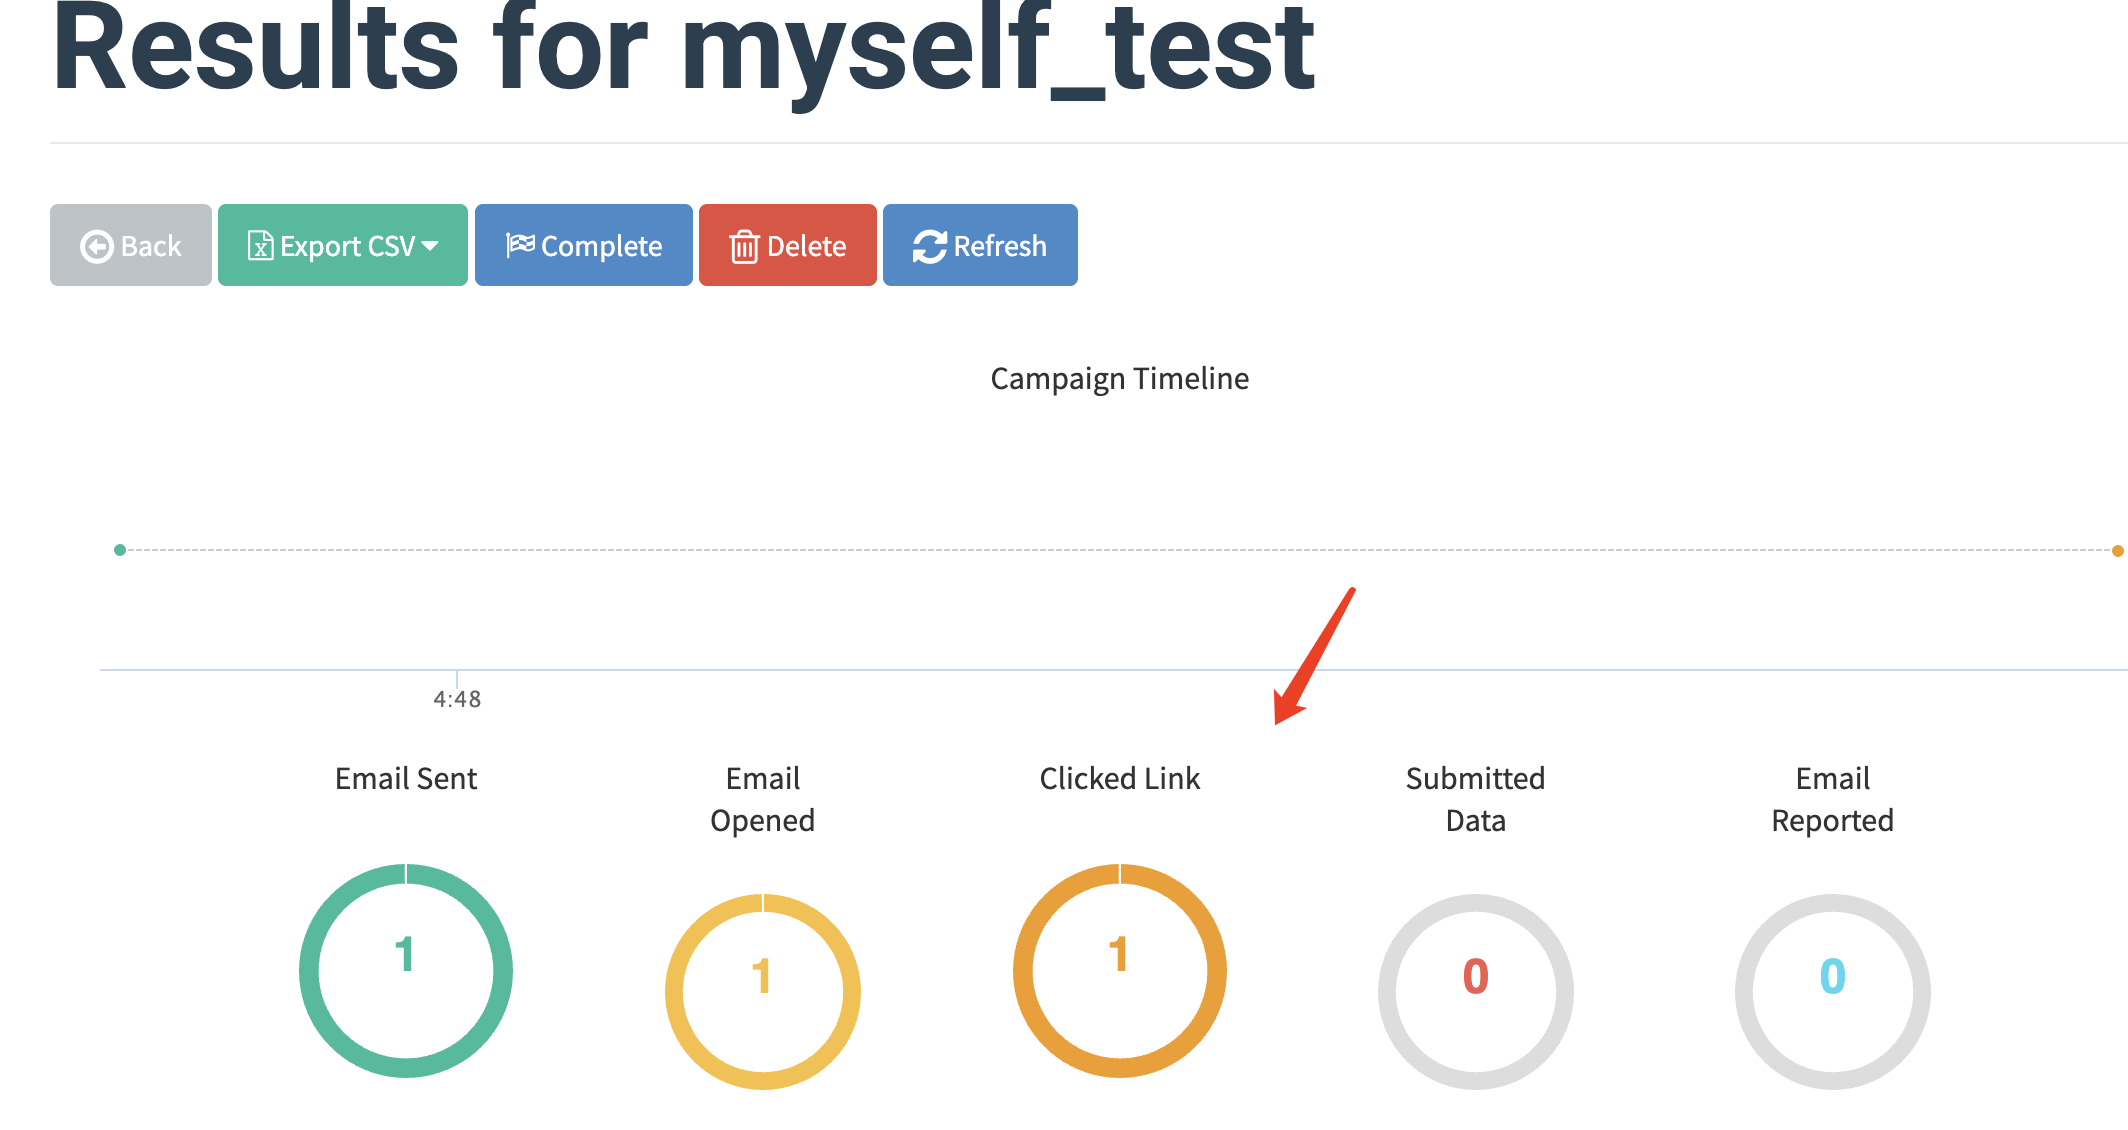 Results for myself_test
Back
Export CSV
Complete
Delete
Refresh
Campaign Timeline
4:48
Email Sent
Email
Opened
Clicked Link
Submitted
Data
Email
Reported
1
1
1
0
0